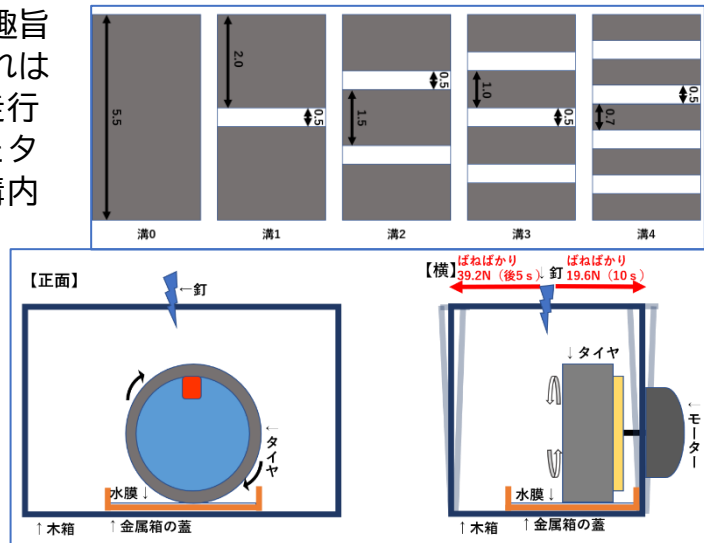 趣旨
れは
走行
とタ
溝内
5.5
2.0
0.5
0.5
1.5
1.0
0.5
0.5
0.7
溝0
溝1
溝2
溝3
溝4
【正面】
←釘
←タイヤ
水膜↓
↑木箱
↑金属箱の蓋
【横】
ばねばかり
39.2N（後5ｓ）
↓釘
ばねばかり
19.6N（10ｓ）
↓タイヤ
←モーター
水膜↓
↑木箱
↑金属箱の蓋